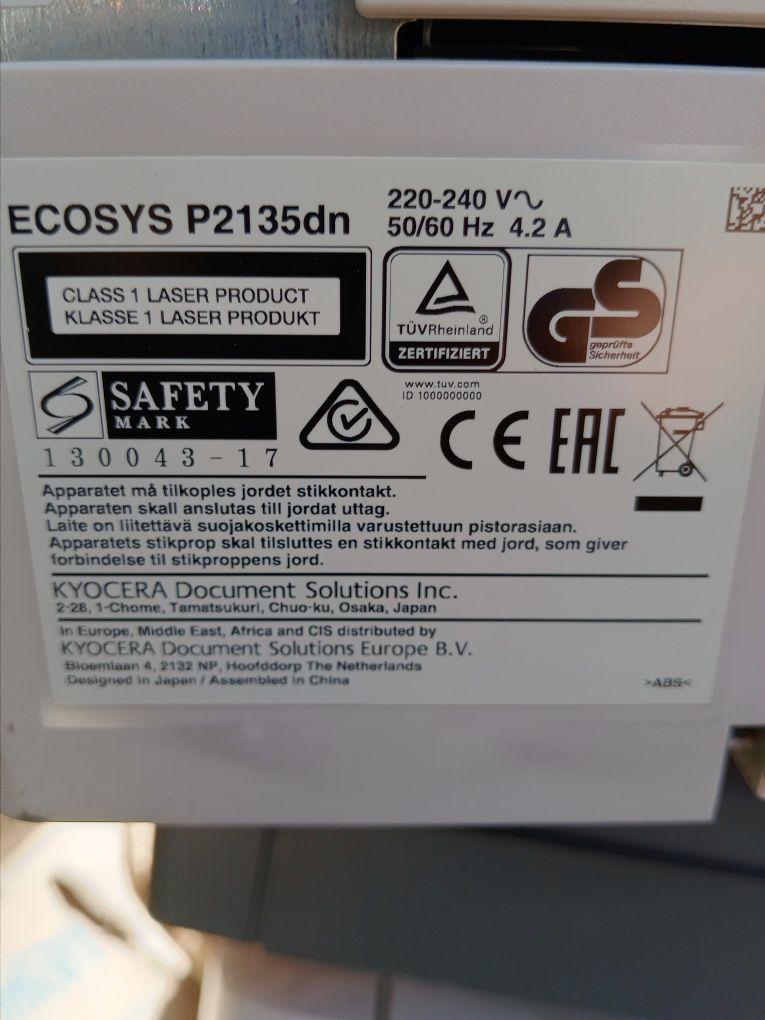 ECOSYS P2135dn
220-240 V∿
50/60 Hz 4.2 A
CLASS 1 LASER PRODUCT
KLASSE 1 LASER PRODUKT
TÜVRheinland®
ZERTIFIZIERT
GS
geprüfte
Sicherheit
www.tuv.com
ID 1000000000
SAFETY
MARK
130043-17
CE
EAC
Apparatet må tilkoples jordet stikkontakt.
Apparaten skall anslutas till jordat uttag.
Laite on liitettävä suojakoskettimilla varustettuun pistorasiaan.
Apparatets stikprop skal tilsluttes en stikkontakt med jord, som giver
forbindelse til stikproppens jord.
KYOCERA Document Solutions Inc.
2-28, 1-Chome, Tamatsukuri, Chuo-ku, Osaka, Japan
In Europe, Middle East, Africa and CIS distributed by
KYOCERA Document Solutions Europe B.V.
Bloemlaan 4, 2132 NP, Hoofddorp The Netherlands
Designed in Japan / Assembled in China
>ABS<